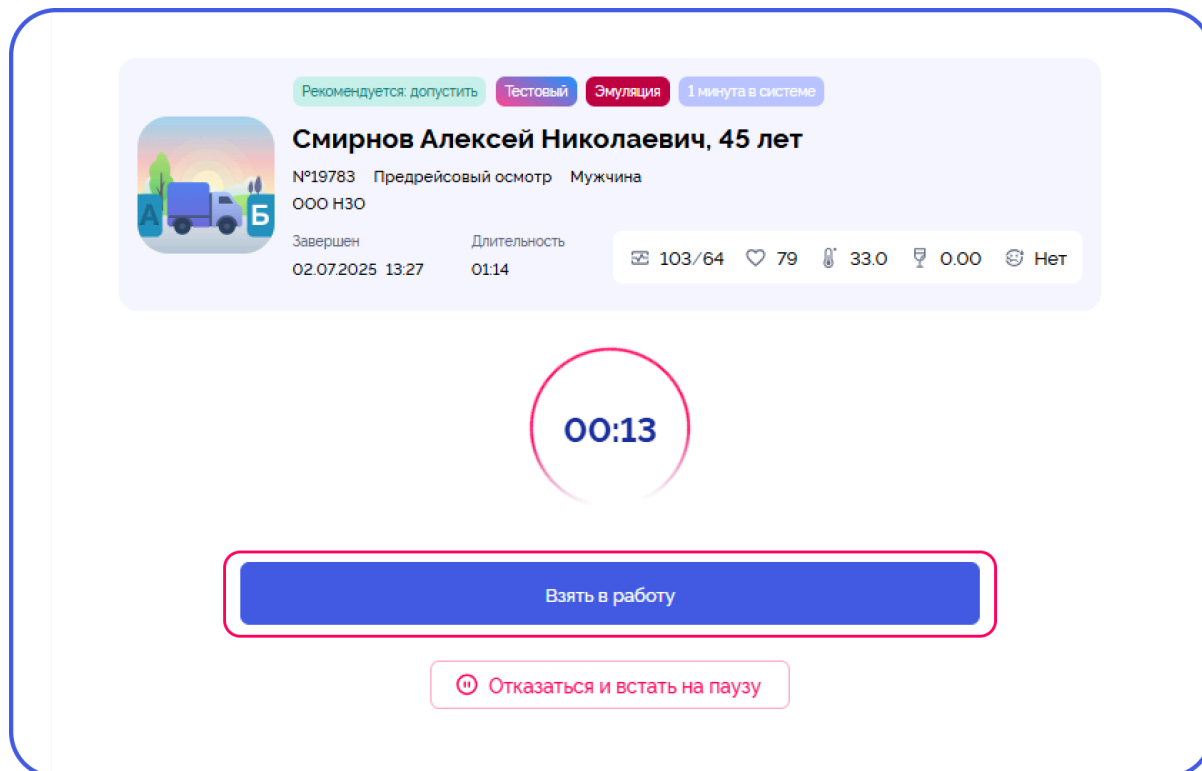 Рекомендуется: допустить Тестовый Эмуляция 1 минута в системе
Смирнов Алексей Николаевич, 45 лет
№19783 Предрейсовый осмотр Мужчина
ООО НЗО
А Б
Завершен Длительность
02.07.2025 13:27 01:14
103/64 79 33.0 0.00 Нет
00:13
Взять в работу
Отказаться и встать на паузу